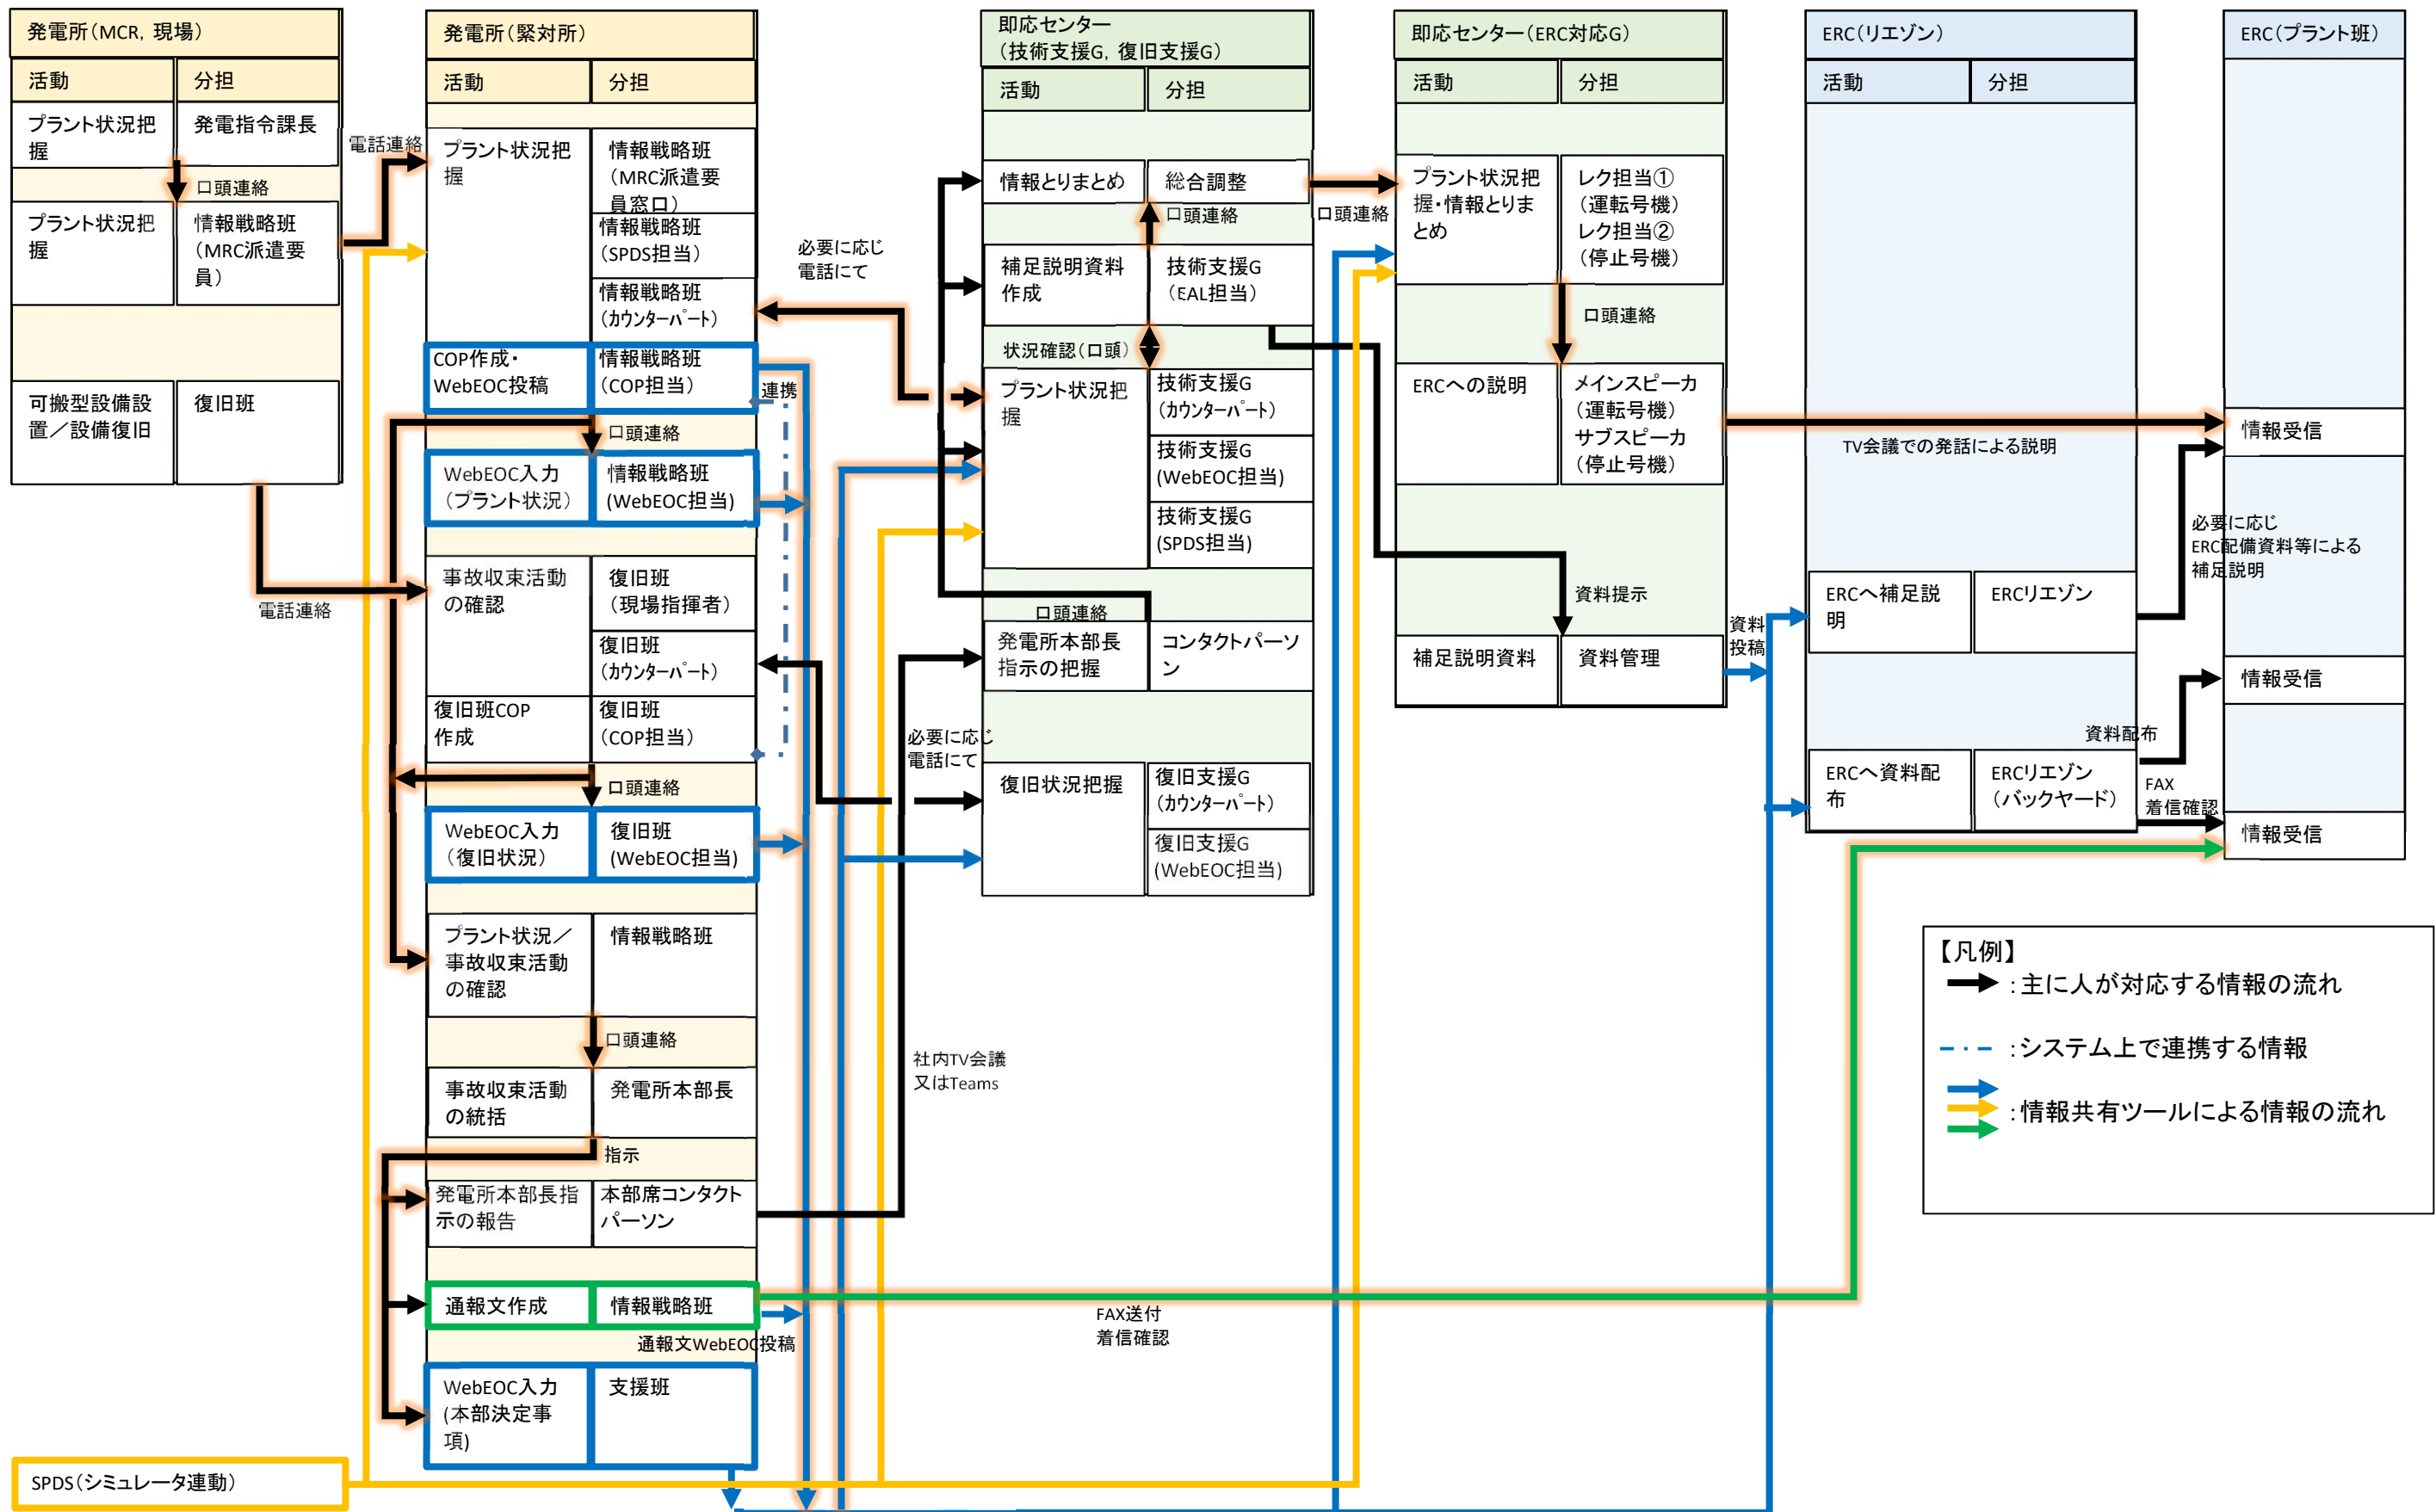 発電所（MCR，現場）
活動
分担
プラント状況把
握
発電指令課長
口頭連絡
プラント状況把
握
情報戦略班
（MRC派遣要
員）
可搬型設備設
置／設備復旧
復旧班
電話連絡
電話連絡
発電所（緊対所）
活動
分担
プラント状況把
握
情報戦略班
（MRC派遣要
員窓口）
情報戦略班
（SPDS担当）
情報戦略班
（カウンターパート）
COP作成・
WebEOC投稿
情報戦略班
（COP担当）
連携
口頭連絡
WebEOC入力
（プラント状況）
情報戦略班
(WebEOC担当)
事故収束活動
の確認
復旧班
（現場指揮者）
復旧班
（カウンターパート）
復旧班COP
作成
復旧班
（COP担当）
口頭連絡
WebEOC入力
（復旧状況）
復旧班
(WebEOC担当)
プラント状況／
事故収束活動
の確認
情報戦略班
口頭連絡
事故収束活動
の統括
発電所本部長
指示
発電所本部長指
示の報告
本部席コンタクト
パーソン
通報文作成
情報戦略班
通報文WebEOC投稿
WebEOC入力
(本部決定事
項)
支援班
SPDS（シミュレータ連動）
必要に応じ
電話にて
必要に応じ
電話にて
社内TV会議
又はTeams
FAX送付
着信確認
即応センター
（技術支援G，復旧支援G）
活動
分担
情報とりまとめ
総合調整
口頭連絡
補足説明資料
作成
技術支援G
（EAL担当）
状況確認（口頭）
プラント状況把
握
技術支援G
（カウンターパート）
技術支援G
(WebEOC担当)
技術支援G
(SPDS担当)
口頭連絡
発電所本部長
指示の把握
コンタクトパーソ
ン
復旧状況把握
復旧支援G
（カウンターパート）
復旧支援G
(WebEOC担当)
口頭連絡
即応センター（ERC対応G）
活動
分担
プラント状況把
握・情報とりま
とめ
レク担当①
（運転号機）
レク担当②
（停止号機）
口頭連絡
ERCへの説明
メインスピーカ
（運転号機）
サブスピーカ
（停止号機）
資料提示
補足説明資料
資料管理
資料
投稿
ERC（リエゾン）
活動
分担
TV会議での発話による説明
ERCへ補足説
明
ERCリエゾン
ERCへ資料配
布
ERCリエゾン
（バックヤード）
必要に応じ
ERC配備資料等による
補足説明
資料配布
FAX
着信確認
ERC（プラント班）
情報受信
情報受信
情報受信
【凡例】
：主に人が対応する情報の流れ
：システム上で連携する情報
：情報共有ツールによる情報の流れ